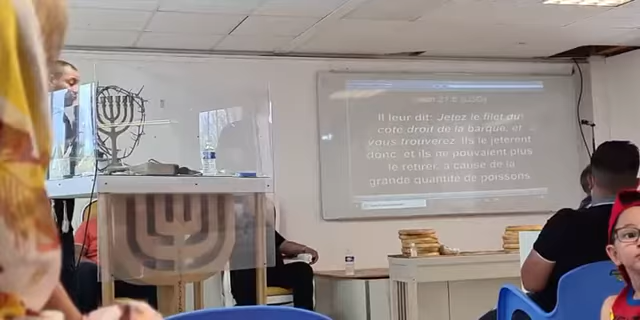 Il leur dit: Jetez le filet du
côté droit de la barque, et
vous trouverez. Ils le jetèrent
donc, et ils ne pouvaient plus
le retirer, à cause de la
grande quantité de poissons.